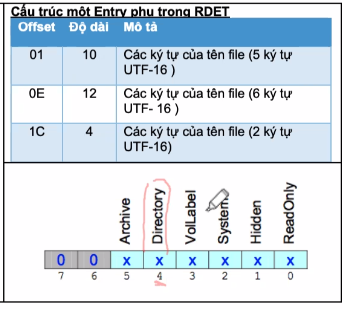 Cấu trúc một Entry phụ trong RDET
Offset Độ dài Mô tả
01 10 Các ký tự của tên file (5 ký tự
UTF-16 )
0E 12 Các ký tự của tên file (6 ký tự
UTF- 16 )
1C 4 Các ký tự của tên file (2 ký tự
UTF-16)
Archive Directory VolLabel System Hidden ReadOnly
0 0 x x x x x x
7 6 5 4 3 2 1 0